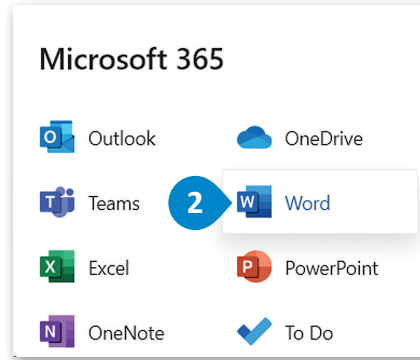 Microsoft 365
Outlook OneDrive
Teams 2 Word
Excel PowerPoint
OneNote To Do